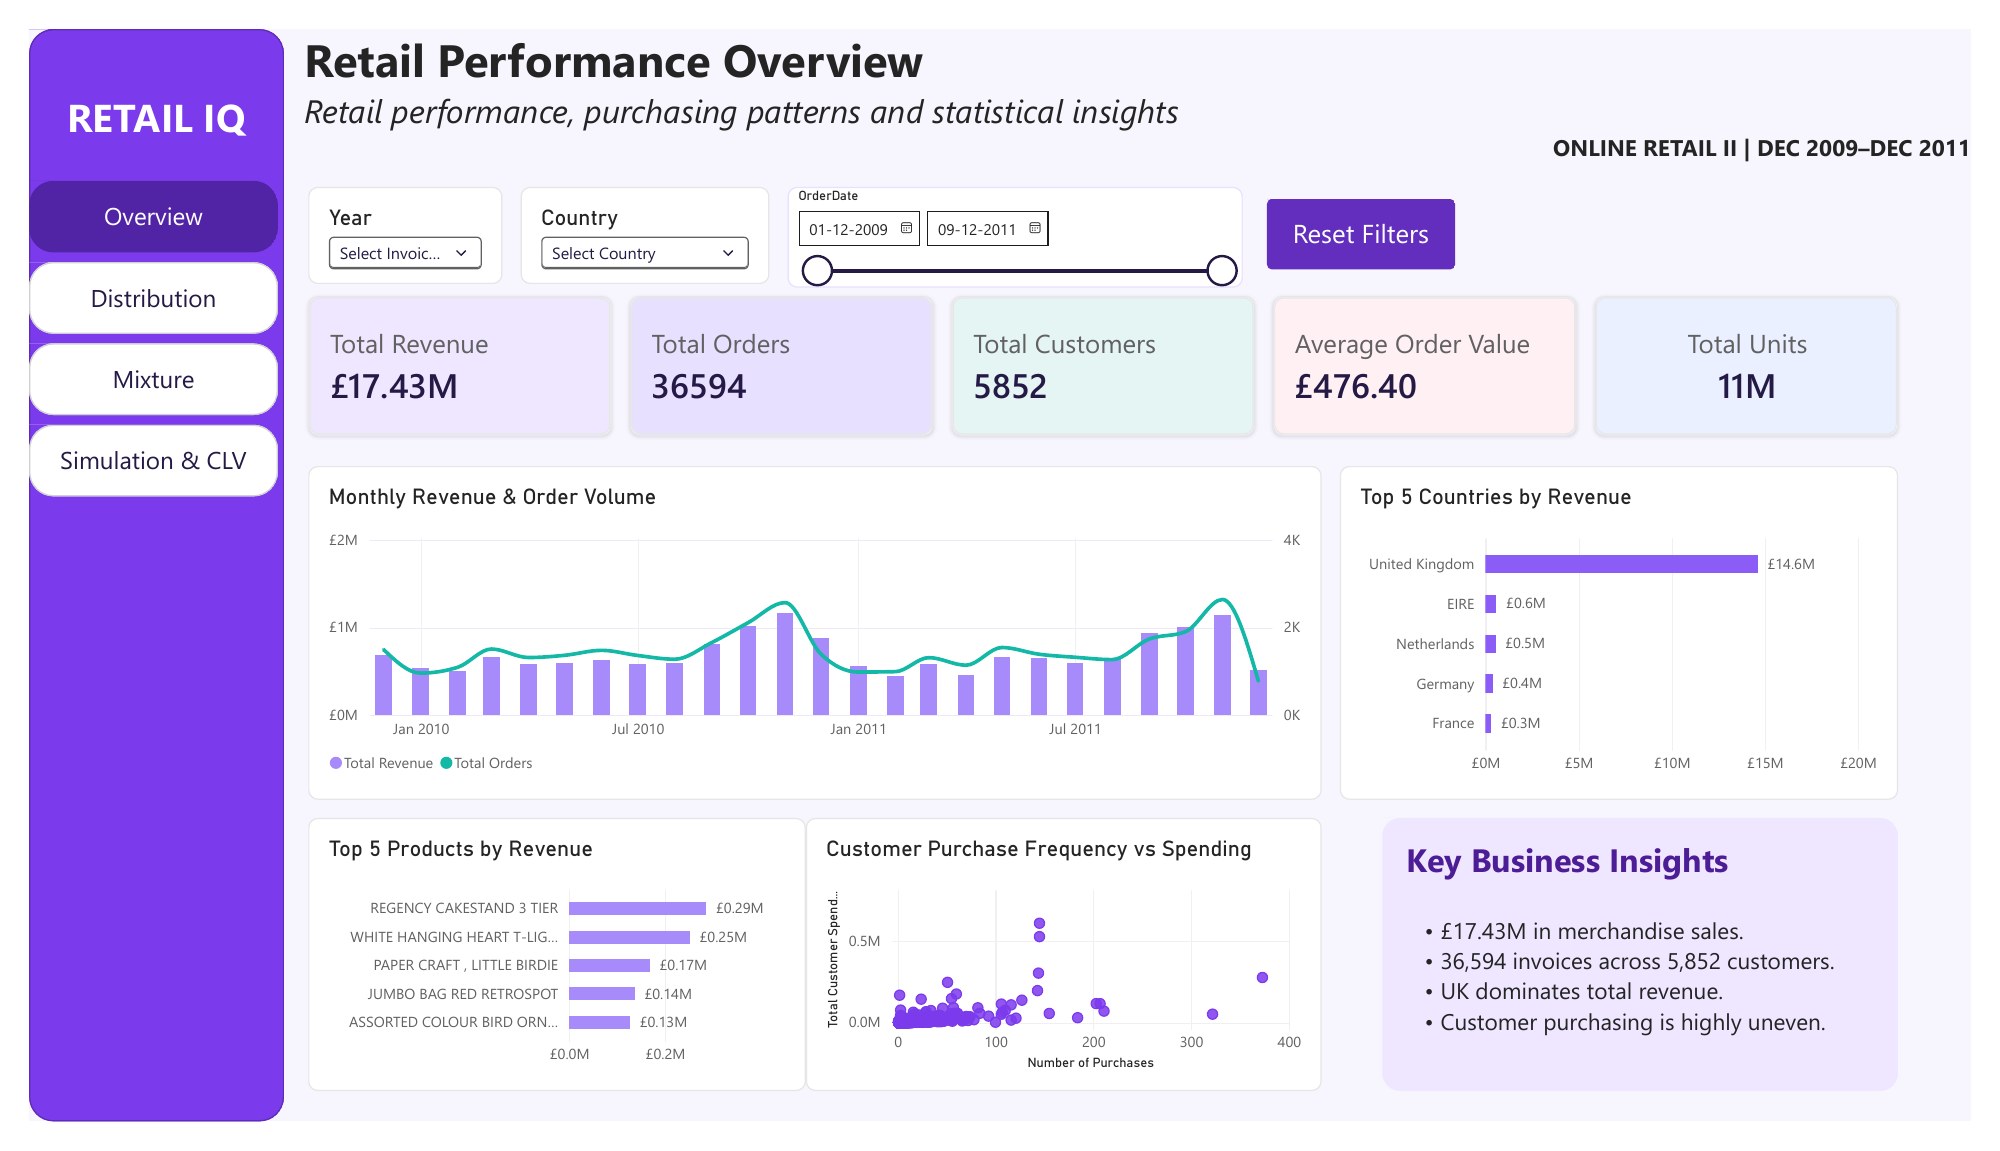 RETAIL IQ
Overview
Distribution
Mixture
Simulation & CLV
Retail Performance Overview
Retail performance, purchasing patterns and statistical insights
ONLINE RETAIL II | DEC 2009–DEC 2011
Year
Select Invoic...
Country
Select Country
OrderDate
01-12-2009
09-12-2011
Reset Filters
Total Revenue
£17.43M
Total Orders
36594
Total Customers
5852
Average Order Value
£476.40
Total Units
11M
Monthly Revenue & Order Volume
£2M
£1M
£0M
4K
2K
0K
Jan 2010
Jul 2010
Jan 2011
Jul 2011
Total Revenue
Total Orders
Top 5 Countries by Revenue
United Kingdom £14.6M
EIRE £0.6M
Netherlands £0.5M
Germany £0.4M
France £0.3M
£0M £5M £10M £15M £20M
Top 5 Products by Revenue
REGENCY CAKESTAND 3 TIER £0.29M
WHITE HANGING HEART T-LIG... £0.25M
PAPER CRAFT , LITTLE BIRDIE £0.17M
JUMBO BAG RED RETROSPOT £0.14M
ASSORTED COLOUR BIRD ORN... £0.13M
£0.0M £0.2M
Customer Purchase Frequency vs Spending
Total Customer Spend...
0.5M
0.0M
0 100 200 300 400
Number of Purchases
Key Business Insights
• £17.43M in merchandise sales.
• 36,594 invoices across 5,852 customers.
• UK dominates total revenue.
• Customer purchasing is highly uneven.